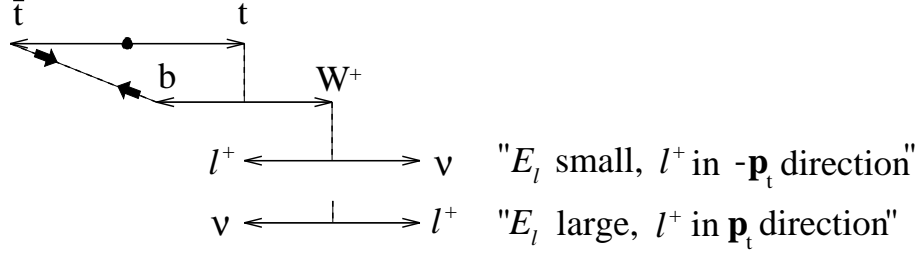 t̄ t
b W⁺
l⁺ ν "E_l small, l⁺ in -p_t direction"
ν l⁺ "E_l large, l⁺ in p_t direction"